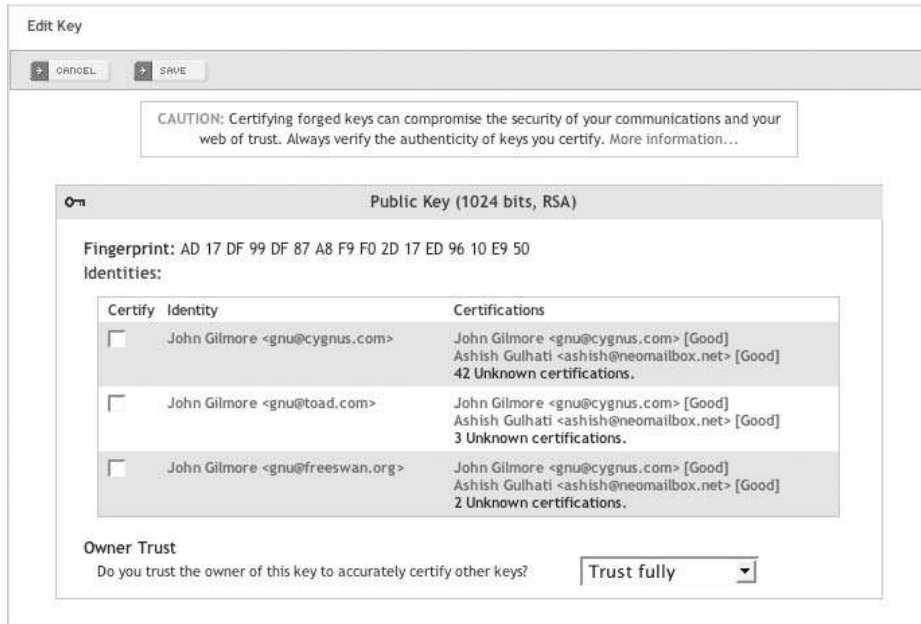 Edit Key
CANCEL SAVE
CAUTION: Certifying forged keys can compromise the security of your communications and your
web of trust. Always verify the authenticity of keys you certify. More information...
Public Key (1024 bits, RSA)
Fingerprint: AD 17 DF 99 DF 87 A8 F9 F0 2D 17 ED 96 10 E9 50
Identities:
Certify Identity Certifications
John Gilmore <gnu@cygnus.com> John Gilmore <gnu@cygnus.com> [Good]
Ashish Gulhati <ashish@neomailbox.net> [Good]
42 Unknown certifications.
John Gilmore <gnu@toad.com> John Gilmore <gnu@cygnus.com> [Good]
Ashish Gulhati <ashish@neomailbox.net> [Good]
3 Unknown certifications.
John Gilmore <gnu@freeswan.org> John Gilmore <gnu@cygnus.com> [Good]
Ashish Gulhati <ashish@neomailbox.net> [Good]
2 Unknown certifications.
Owner Trust
Do you trust the owner of this key to accurately certify other keys? Trust fully